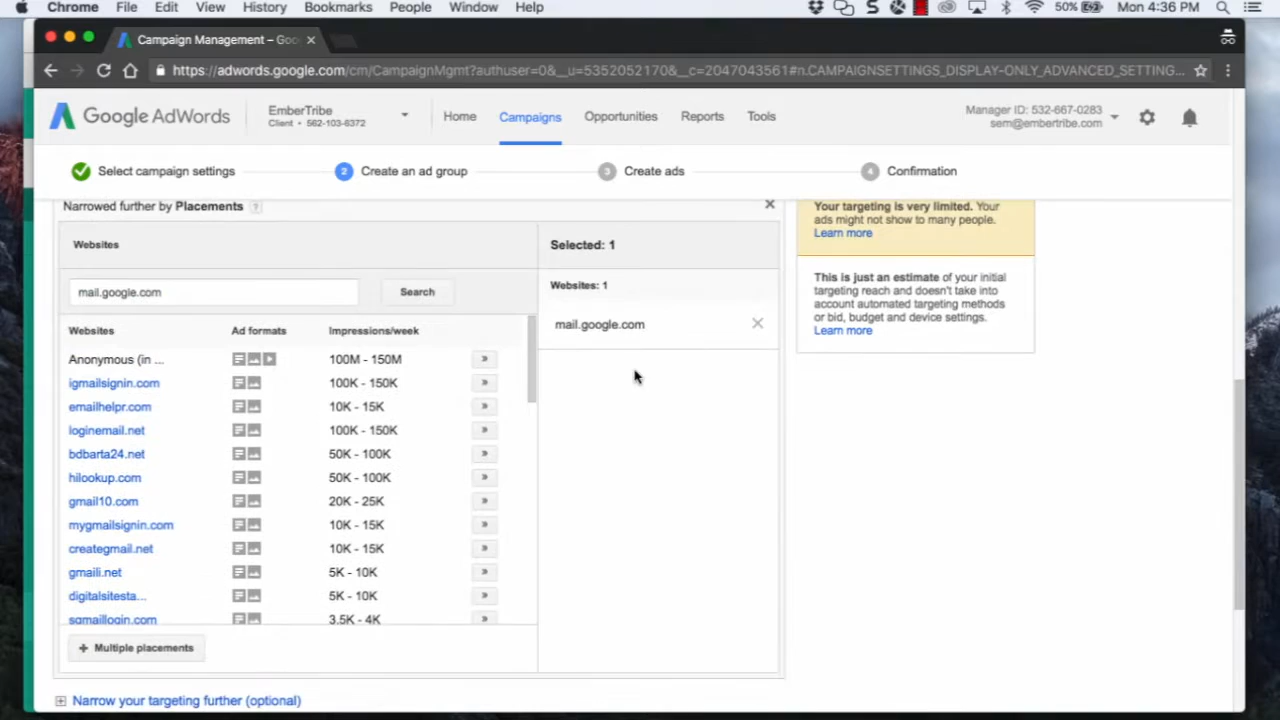 Chrome File Edit View History Bookmarks People Window Help 50% Mon 4:36 PM
Campaign Management – Goo
https://adwords.google.com/cm/CampaignMgmt?authuser=0&__u=5352052170&__c=2047043561#n.CAMPAIGNSETTINGS_DISPLAY-ONLY_ADVANCED_SETTING...
Google AdWords
EmberTribe
Client • 562-103-6372
Home Campaigns Opportunities Reports Tools
Manager ID: 532-667-0283
sem@embertribe.com
Select campaign settings 2 Create an ad group 3 Create ads 4 Confirmation
Narrowed further by Placements ?
Websites
Selected: 1
mail.google.com Search
Websites: 1
mail.google.com
Websites Ad formats Impressions/week
Anonymous (in ... 100M - 150M »
igmailsignin.com 100K - 150K »
emailhelpr.com 10K - 15K »
loginemail.net 100K - 150K »
bdbarta24.net 50K - 100K »
hilookup.com 50K - 100K »
gmail10.com 20K - 25K »
mygmailsignin.com 10K - 15K »
creategmail.net 10K - 15K »
gmaili.net 5K - 10K »
digitalsitesta... 5K - 10K »
sgmaillogin.com 3.5K - 4K »
+ Multiple placements
Narrow your targeting further (optional)
Your targeting is very limited. Your
ads might not show to many people.
Learn more
This is just an estimate of your initial
targeting reach and doesn't take into
account automated targeting methods
or bid, budget and device settings.
Learn more